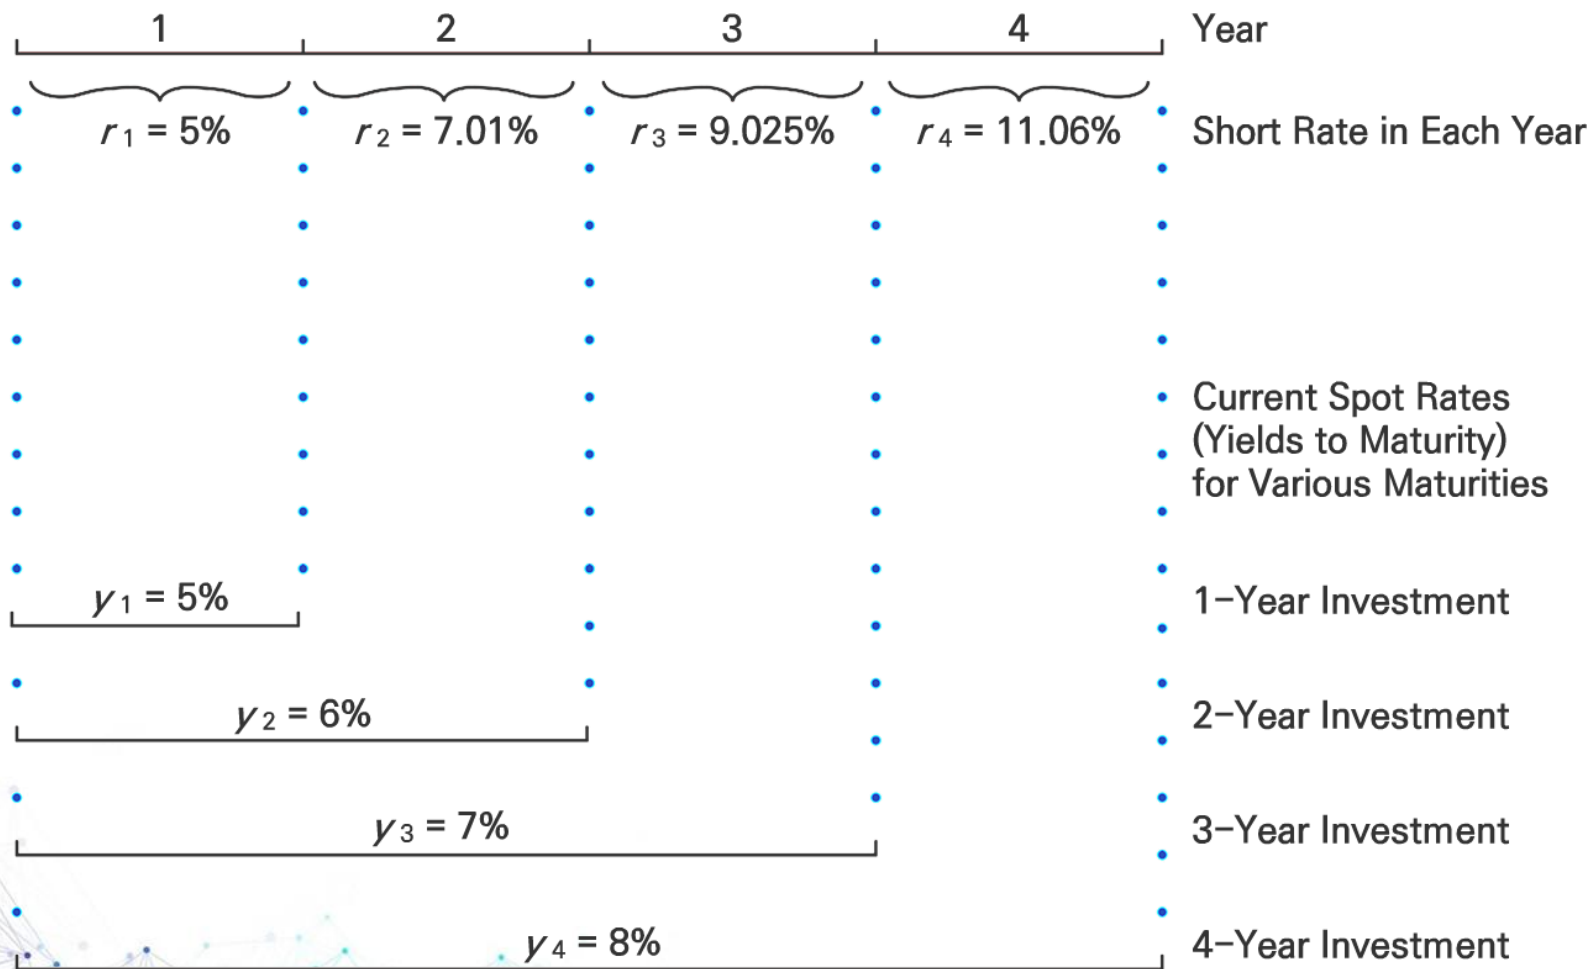 1 2 3 4 Year
r₁ = 5% r₂ = 7.01% r₃ = 9.025% r₄ = 11.06% Short Rate in Each Year
Current Spot Rates
(Yields to Maturity)
for Various Maturities
y₁ = 5% 1-Year Investment
y₂ = 6% 2-Year Investment
y₃ = 7% 3-Year Investment
y₄ = 8% 4-Year Investment